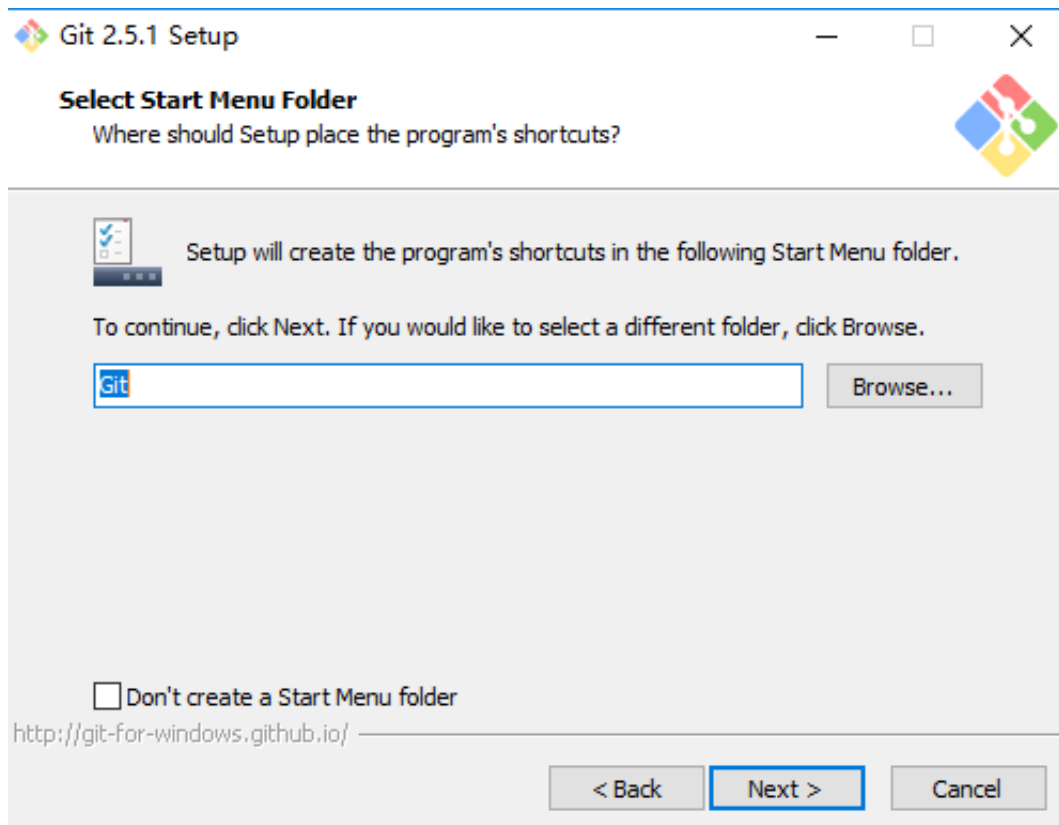 Git 2.5.1 Setup
Select Start Menu Folder
Where should Setup place the program's shortcuts?
Setup will create the program's shortcuts in the following Start Menu folder.
To continue, click Next. If you would like to select a different folder, click Browse.
Git
Browse...
Don't create a Start Menu folder
http://git-for-windows.github.io/
< Back
Next >
Cancel